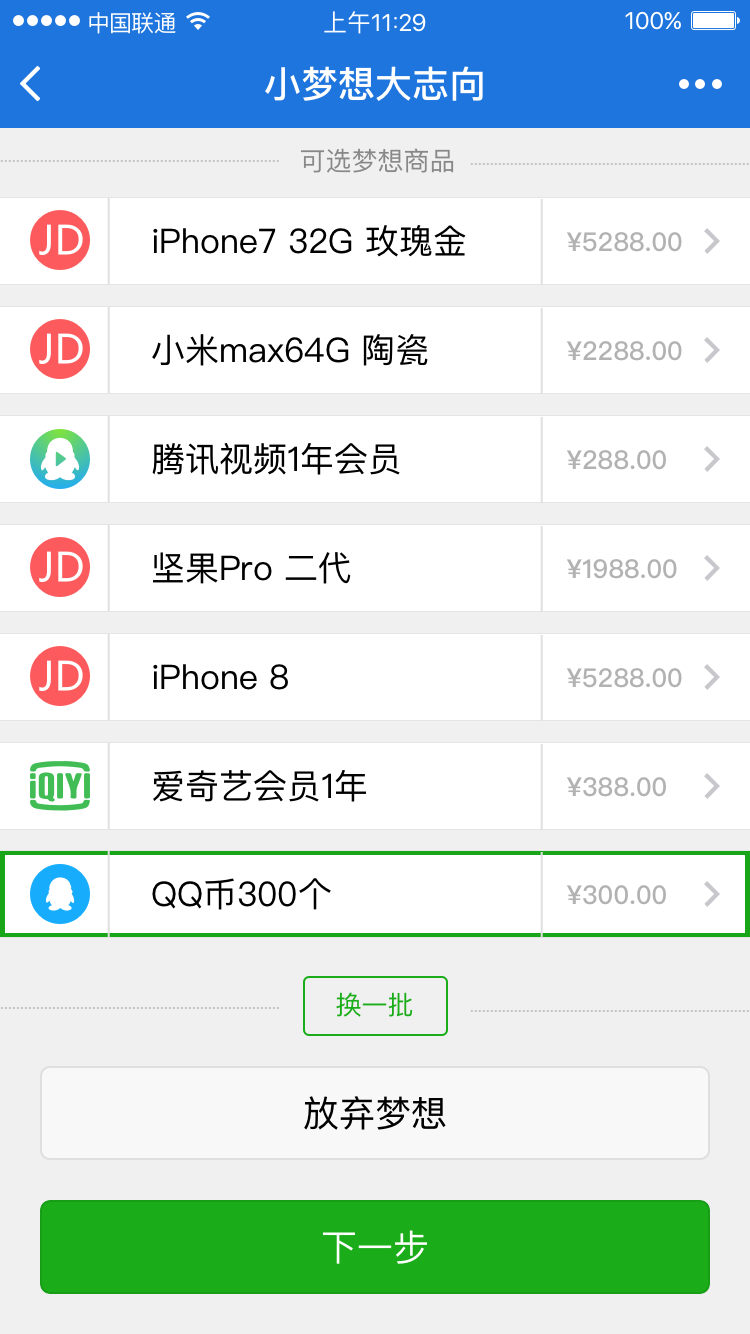 中国联通 上午11:29 100%
小梦想大志向
可选梦想商品
JD iPhone7 32G 玫瑰金 ¥5288.00
JD 小米max64G 陶瓷 ¥2288.00
腾讯视频1年会员 ¥288.00
JD 坚果Pro 二代 ¥1988.00
JD iPhone 8 ¥5288.00
iQIYI 爱奇艺会员1年 ¥388.00
QQ币300个 ¥300.00
换一批
放弃梦想
下一步